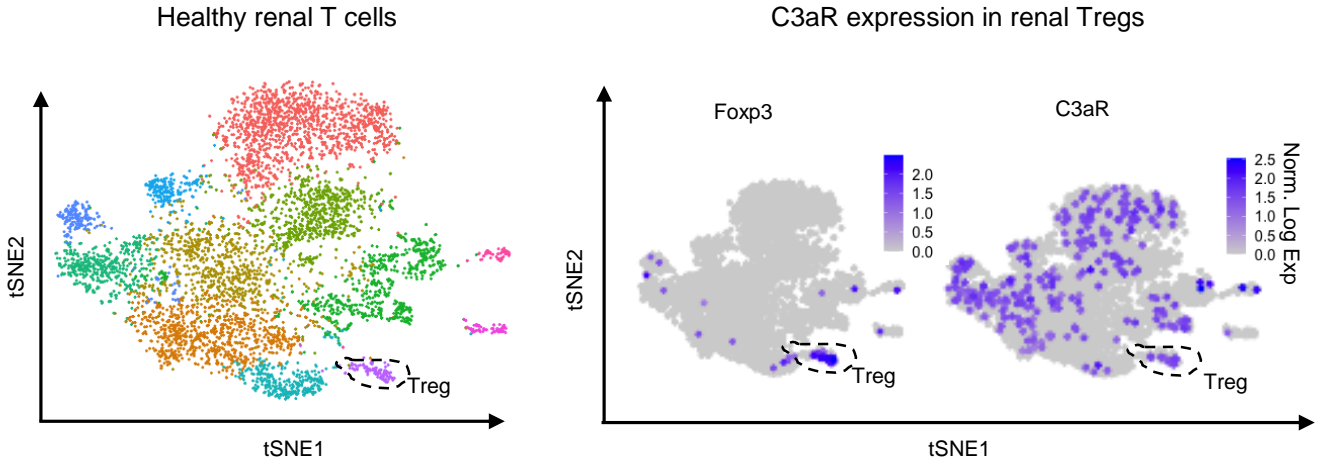 Healthy renal T cells
C3aR expression in renal Tregs
tSNE2
Treg
tSNE1
tSNE2
Foxp3
2.0
1.5
1.0
0.5
0.0
Treg
C3aR
2.5
2.0
1.5
1.0
0.5
0.0
Norm. Log Exp
Treg
tSNE1